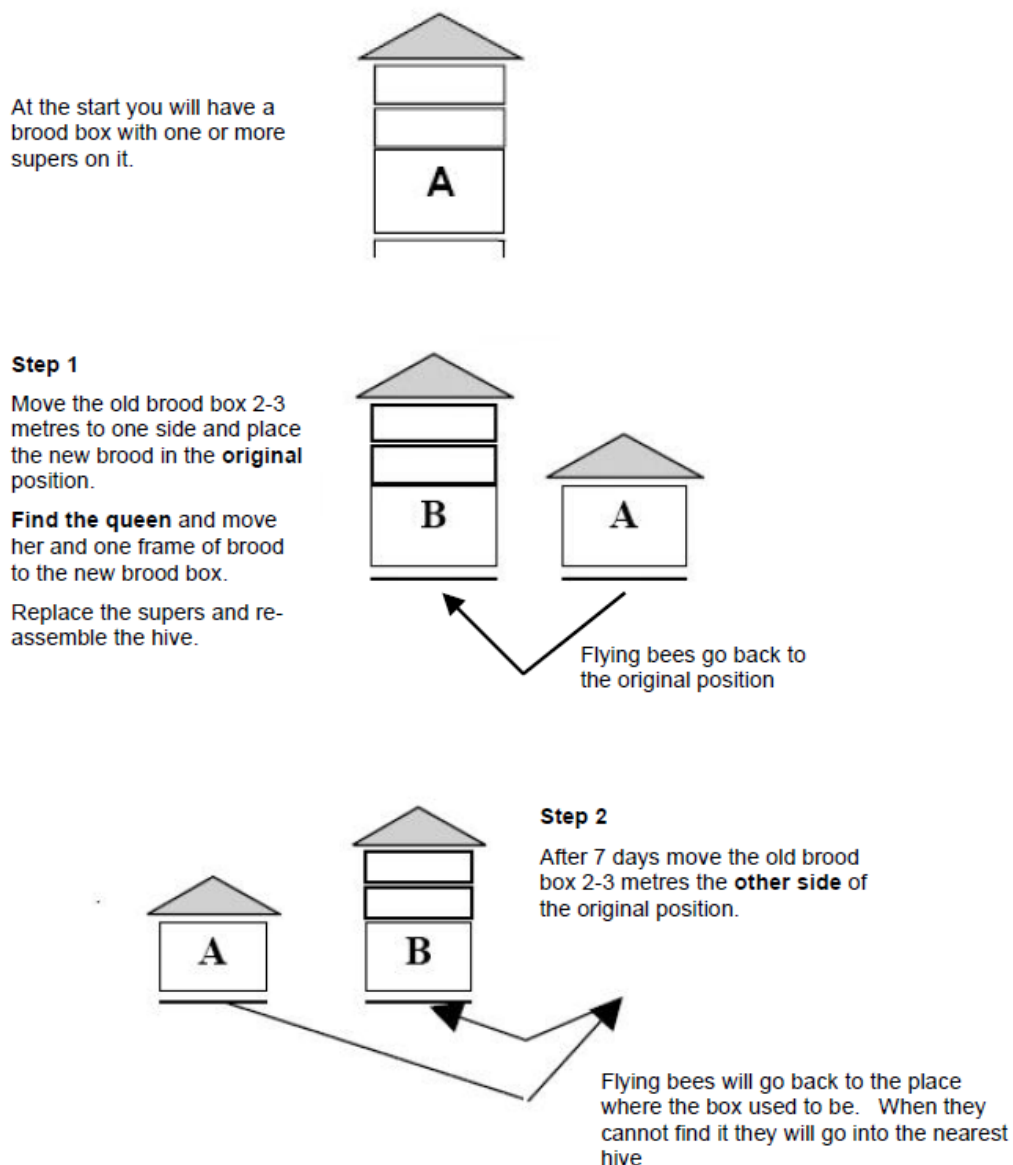 At the start you will have a
brood box with one or more
supers on it.
A
Step 1
Move the old brood box 2-3
metres to one side and place
the new brood in the original
position.
Find the queen and move
her and one frame of brood
to the new brood box.
Replace the supers and re-
assemble the hive.
B
A
Flying bees go back to
the original position
A
B
Step 2
After 7 days move the old brood
box 2-3 metres the other side of
the original position.
Flying bees will go back to the place
where the box used to be. When they
cannot find it they will go into the nearest
hive